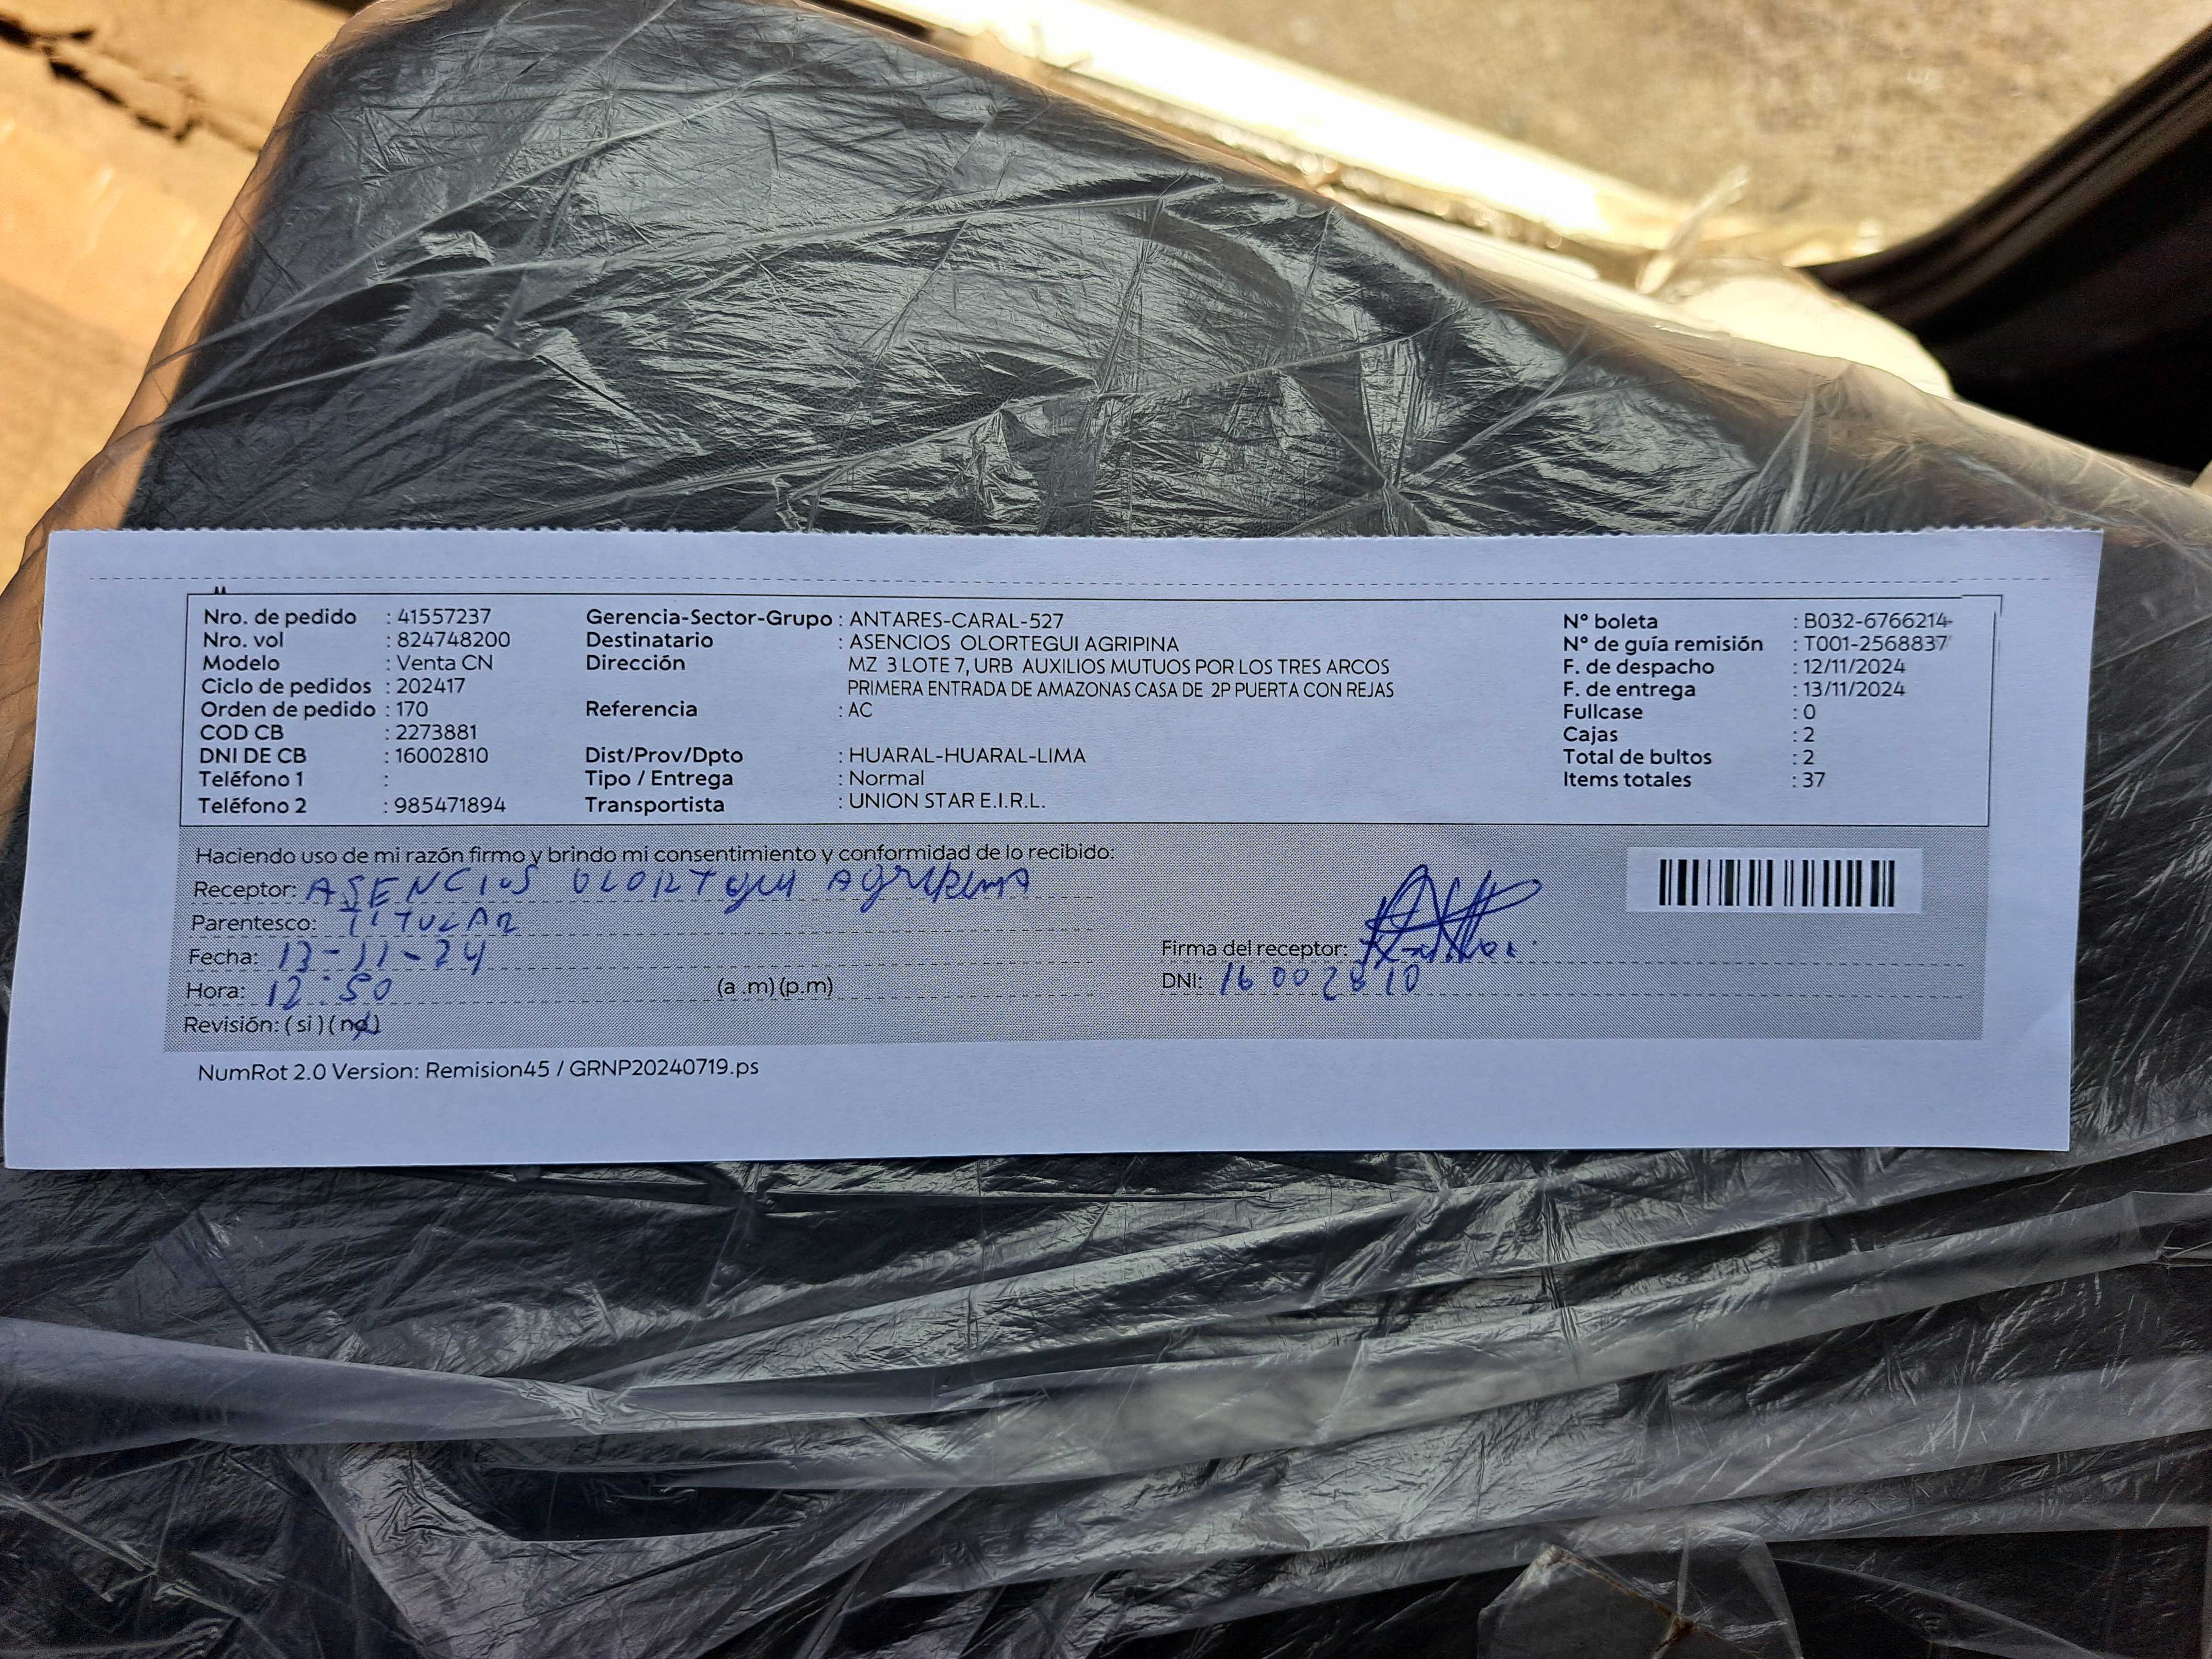 Nro. de pedido : 41557237 Gerencia-Sector-Grupo : ANTARES-CARAL-527 N° boleta : B032-6766214
Nro. vol : 824748200 Destinatario : ASENCIOS OLORTEGUI AGRIPINA N° de guía remisión : T001-2568837
Modelo : Venta CN Dirección MZ 3 LOTE 7, URB AUXILIOS MUTUOS POR LOS TRES ARCOS F. de despacho : 12/11/2024
Ciclo de pedidos : 202417 PRIMERA ENTRADA DE AMAZONAS CASA DE 2P PUERTA CON REJAS F. de entrega : 13/11/2024
Orden de pedido : 170 Referencia : AC Fullcase : 0
COD CB : 2273881 Cajas : 2
DNI DE CB : 16002810 Dist/Prov/Dpto : HUARAL-HUARAL-LIMA Total de bultos : 2
Teléfono 1 : Tipo / Entrega : Normal Items totales : 37
Teléfono 2 : 985471894 Transportista : UNION STAR E.I.R.L.
Haciendo uso de mi razón firmo y brindo mi consentimiento y conformidad de lo recibido:
Receptor: ASENCIOS OLORTEGUI AGRIPINA
Parentesco: TITULAR
Fecha: 13-11-24 Firma del receptor:
Hora: 12:50 (a .m) (p.m) DNI: 16002810
Revisión: ( si ) ( no )
NumRot 2.0 Version: Remision45 / GRNP20240719.ps